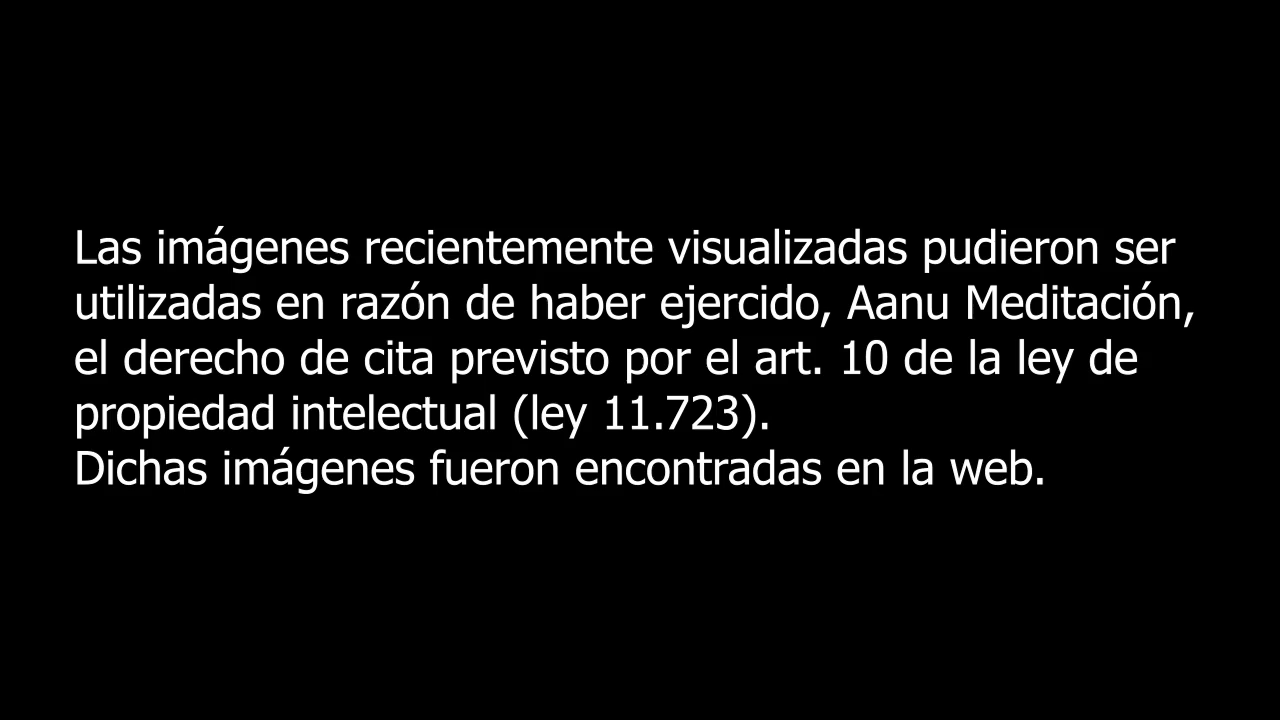 Las imágenes recientemente visualizadas pudieron ser
utilizadas en razón de haber ejercido, Aanu Meditación,
el derecho de cita previsto por el art. 10 de la ley de
propiedad intelectual (ley 11.723).
Dichas imágenes fueron encontradas en la web.